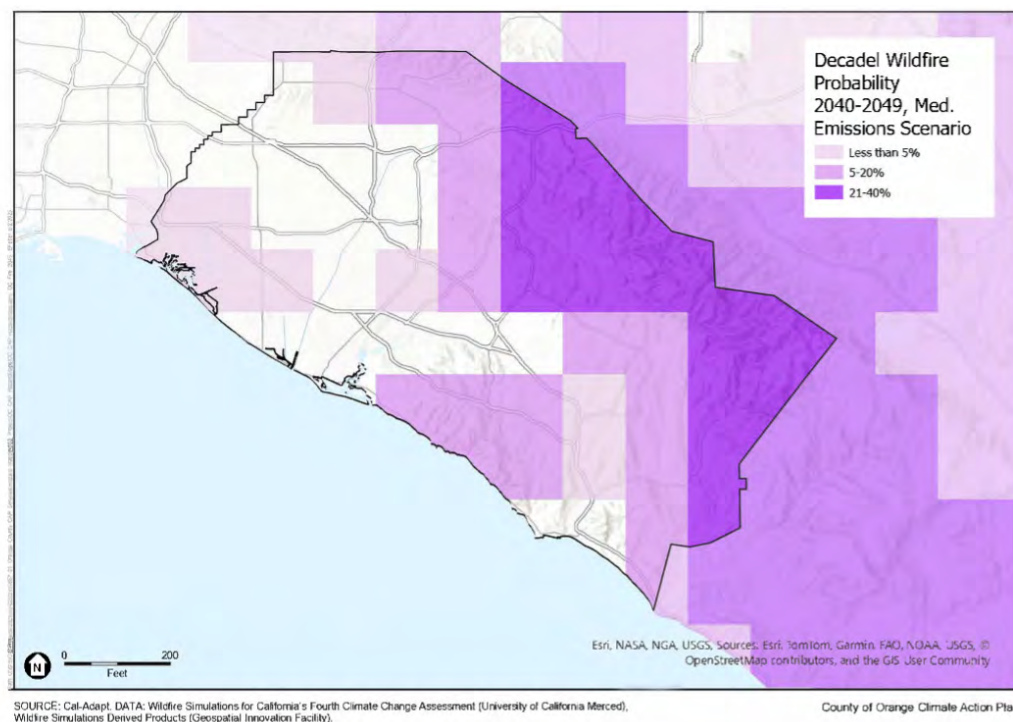 Decadel Wildfire
Probability
2040-2049, Med.
Emissions Scenario
Less than 5%
5-20%
21-40%
N
0 200
Feet
Esri, NASA, NGA, USGS, Sources: Esri, TomTom, Garmin, FAO, NOAA, USGS, ©
OpenStreetMap contributors, and the GIS User Community
SOURCE: Cal-Adapt. DATA: Wildfire Simulations for California's Fourth Climate Change Assessment (University of California Merced),
Wildfire Simulations Derived Products (Geospatial Innovation Facility).
County of Orange Climate Action Pla